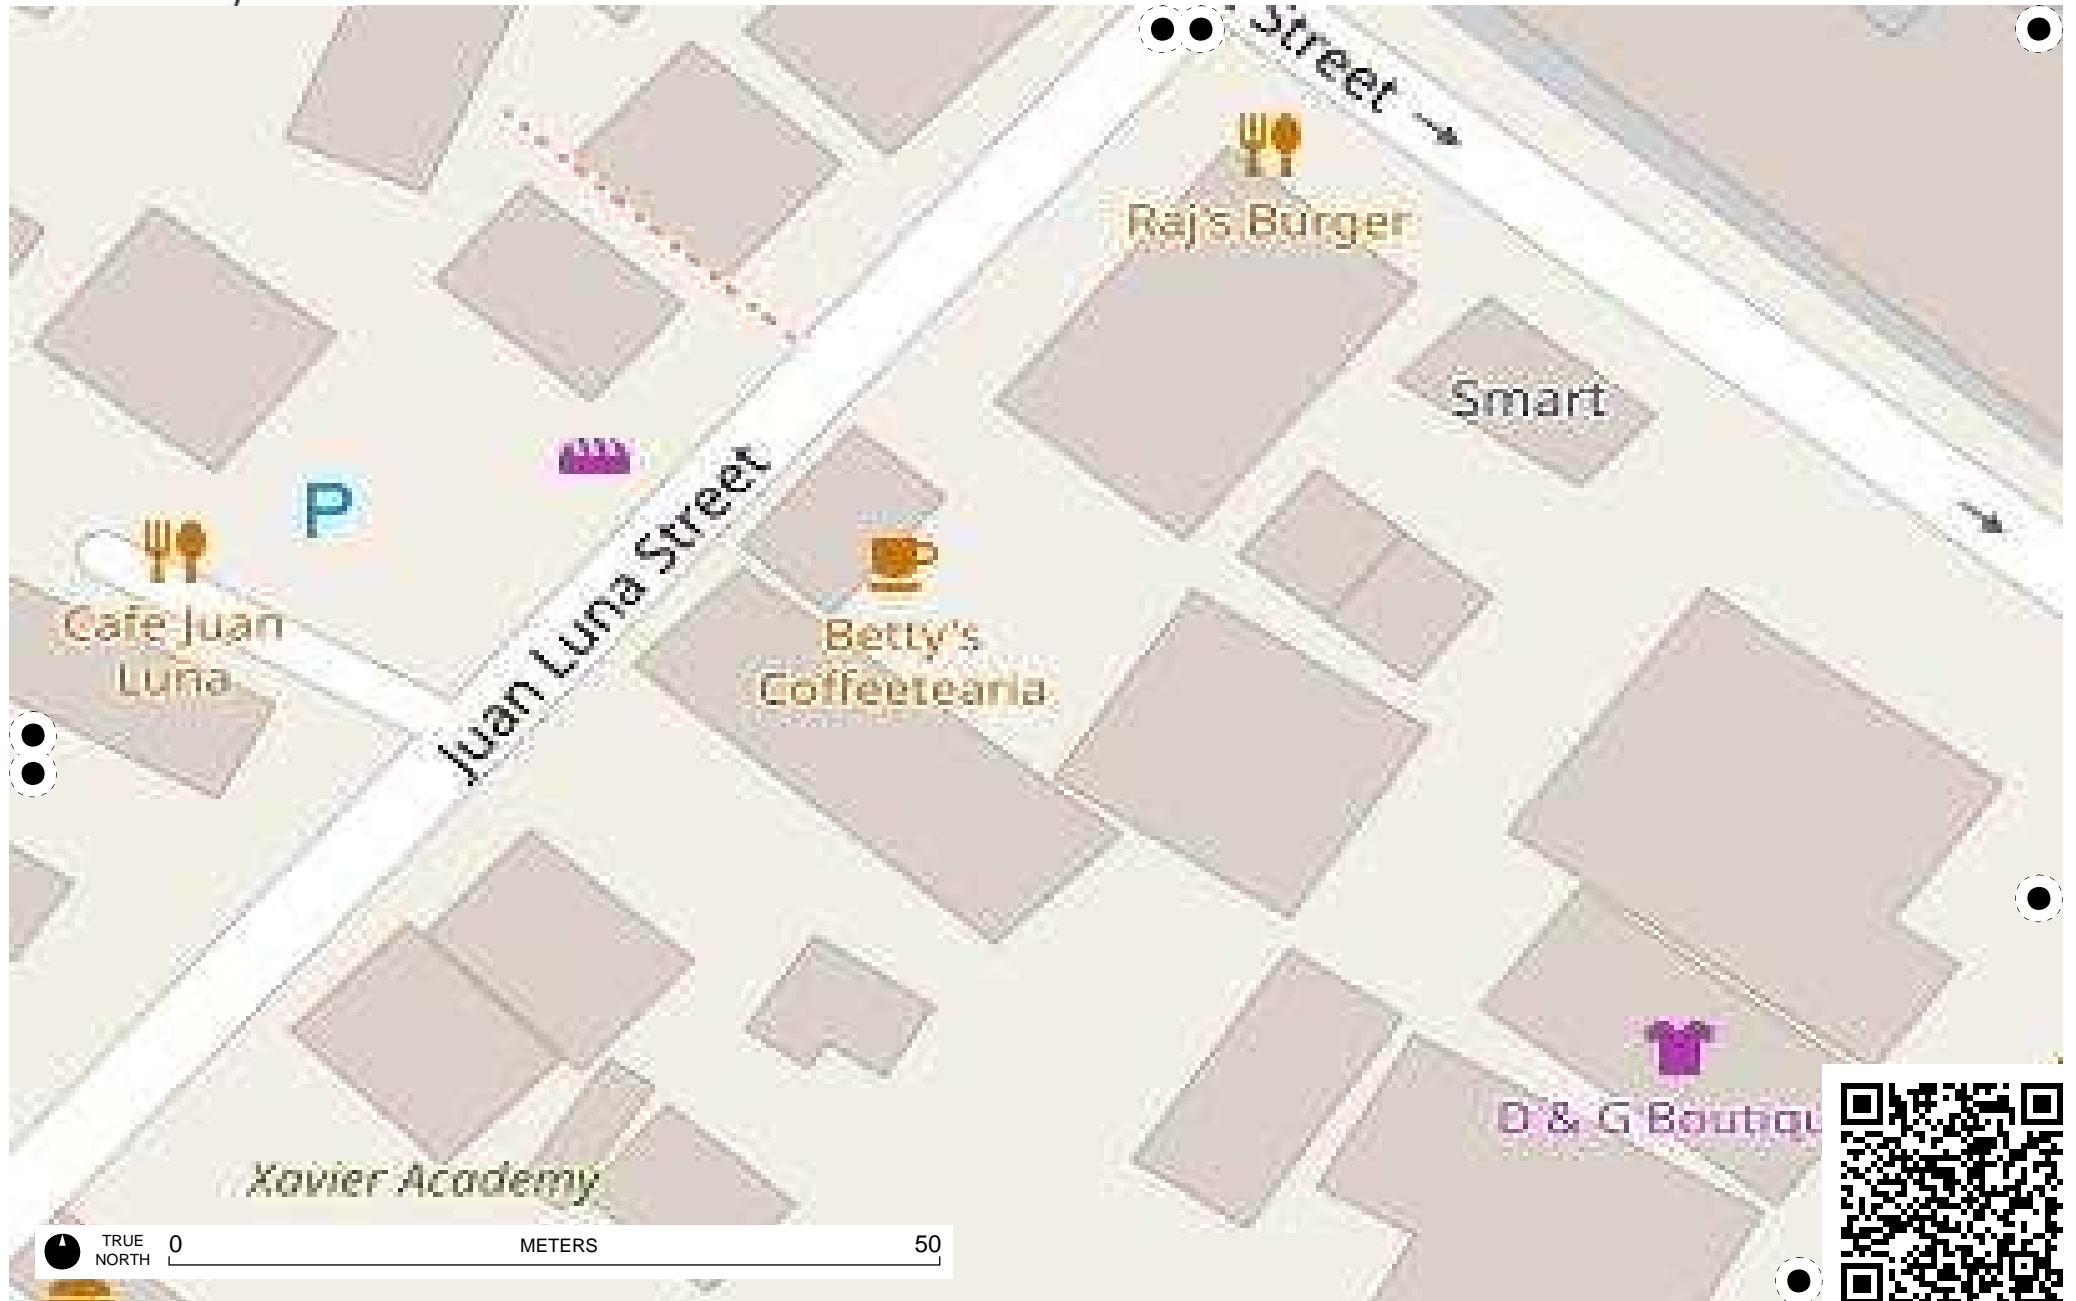 Street →
Raj's Burger
Smart
→
P
Juan Luna Street
Cafe Juan
Luna
Betty's
Coffeetearia
D & G Boutiqu
Xavier Academy
TRUE
NORTH
0 METERS 50